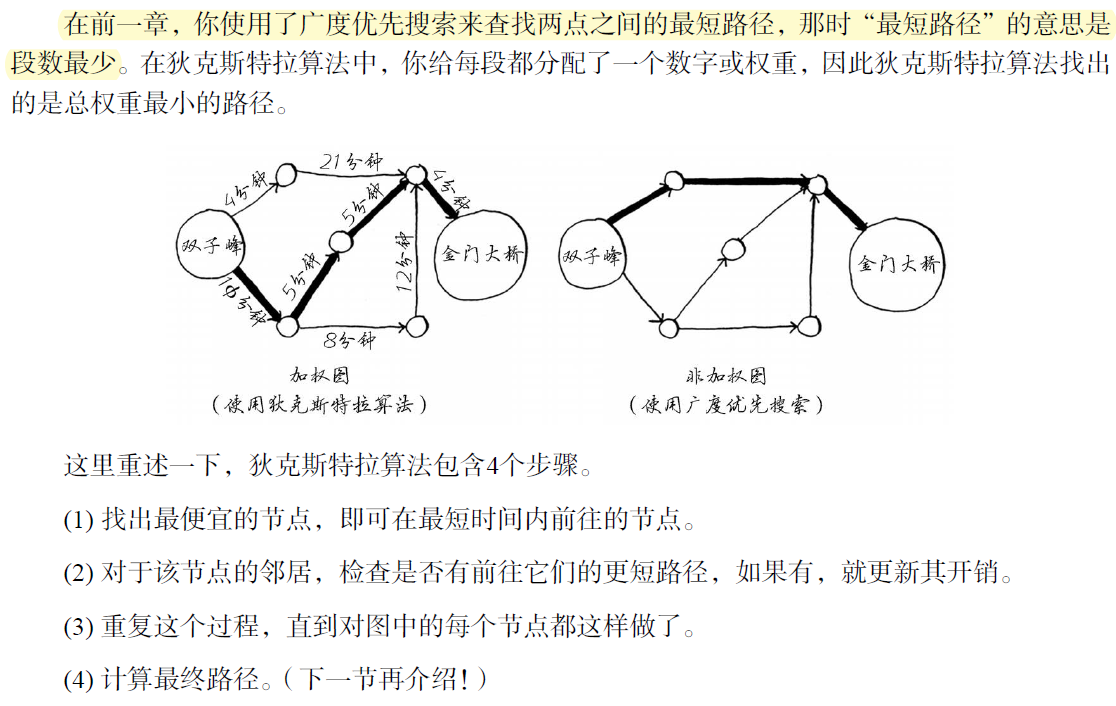 在前一章，你使用了广度优先搜索来查找两点之间的最短路径，那时“最短路径”的意思是
段数最少。在狄克斯特拉算法中，你给每段都分配了一个数字或权重，因此狄克斯特拉算法找出
的是总权重最小的路径。
4分钟
21分钟
4分钟
5分钟
双子峰
5分钟
12分钟
金门大桥
10分钟
8分钟
加权图
（使用狄克斯特拉算法）
双子峰
金门大桥
非加权图
（使用广度优先搜索）
这里重述一下，狄克斯特拉算法包含4个步骤。
(1) 找出最便宜的节点，即可在最短时间内前往的节点。
(2) 对于该节点的邻居，检查是否有前往它们的更短路径，如果有，就更新其开销。
(3) 重复这个过程，直到对图中的每个节点都这样做了。
(4) 计算最终路径。（下一节再介绍！）